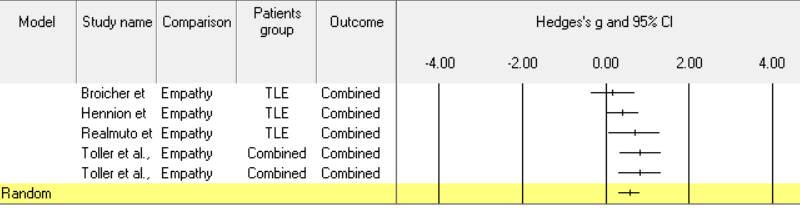 Model Study name Comparison Patients group Outcome Hedges's g and 95% CI
-4.00 -2.00 0.00 2.00 4.00
Broicher et Empathy TLE Combined
Hennion et Empathy TLE Combined
Realmuto et Empathy TLE Combined
Toller et al., Empathy Combined Combined
Toller et al., Empathy Combined Combined
Random